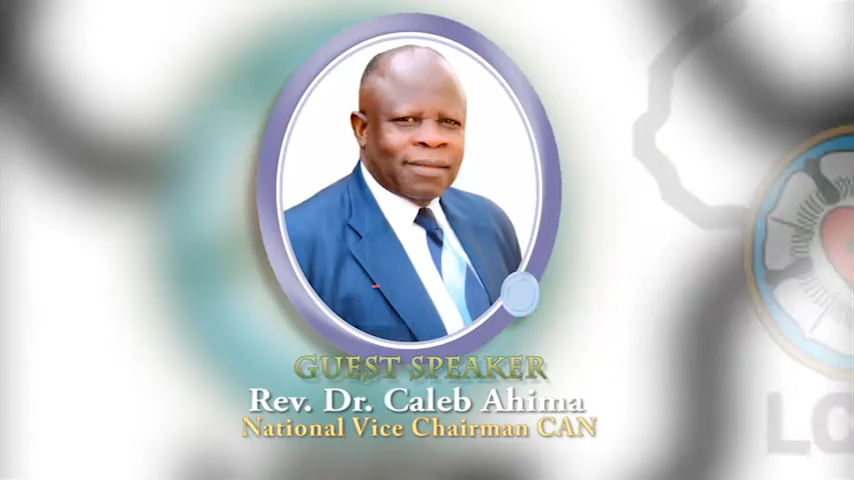 GUEST SPEAKER
Rev. Dr. Caleb Ahima
National Vice Chairman CAN